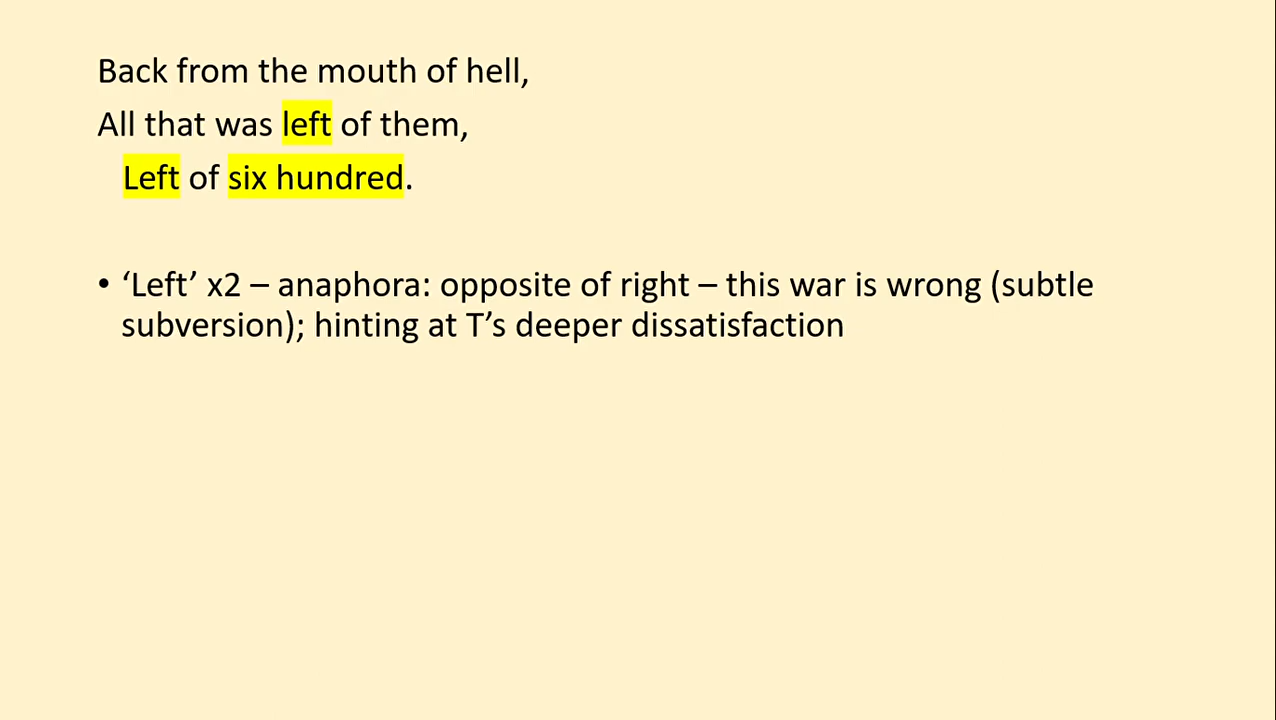 Back from the mouth of hell,
All that was left of them,
Left of six hundred.
• ‘Left’ x2 – anaphora: opposite of right – this war is wrong (subtle
subversion); hinting at T’s deeper dissatisfaction